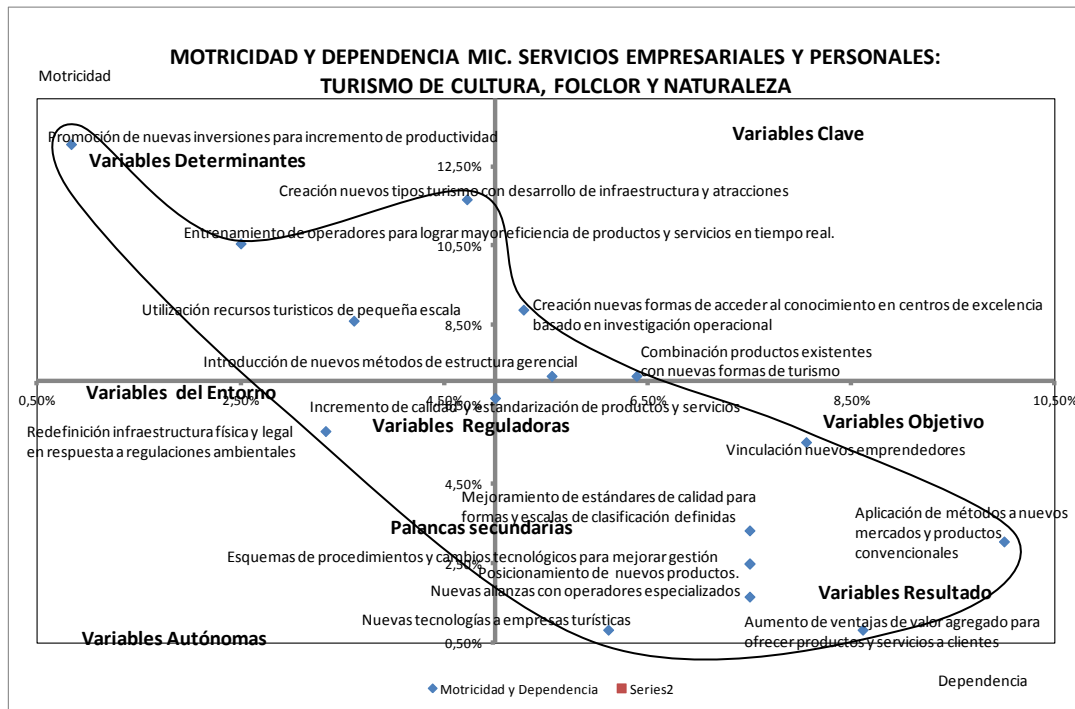 MOTRICIDAD Y DEPENDENCIA MIC. SERVICIOS EMPRESARIALES Y PERSONALES:
TURISMO DE CULTURA, FOLCLOR Y NATURALEZA
Motricidad
Variables Clave
Promoción de nuevas inversiones para incremento de productividad
Variables Determinantes
12,50%
Creación nuevos tipos turismo con desarrollo de infraestructura y atracciones
Entrenamiento de operadores para lograr mayor eficiencia de productos y servicios en tiempo real.
10,50%
Utilización recursos turisticos de pequeña escala
8,50%
Creación nuevas formas de acceder al conocimiento en centros de excelencia
basado en investigación operacional
Introducción de nuevos métodos de estructura gerencial
Combinación productos existentes
con nuevas formas de turismo
Variables del Entorno
0,50%
2,50%
4,50%
6,50%
6,50%
8,50%
10,50%
Incremento de calidad y estandarización de productos y servicios
Variables Reguladoras
Variables Objetivo
Redefinición infraestructura física y legal
en respuesta a regulaciones ambientales
Vinculación nuevos emprendedores
4,50%
Mejoramiento de estándares de calidad para
formas y escalas de clasificación definidas
Palancas secundarias
Aplicación de métodos a nuevos
mercados y productos
convencionales
Esquemas de procedimientos y cambios tecnológicos para mejorar gestión
2,50%
Posicionamiento de nuevos productos.
Nuevas alianzas con operadores especializados
Variables Resultado
Nuevas tecnologías a empresas turísticas
Aumento de ventajas de valor agregado para
ofrecer productos y servicios a clientes
Variables Autónomas
0,50%
Dependencia
Motricidad y Dependencia
Series2